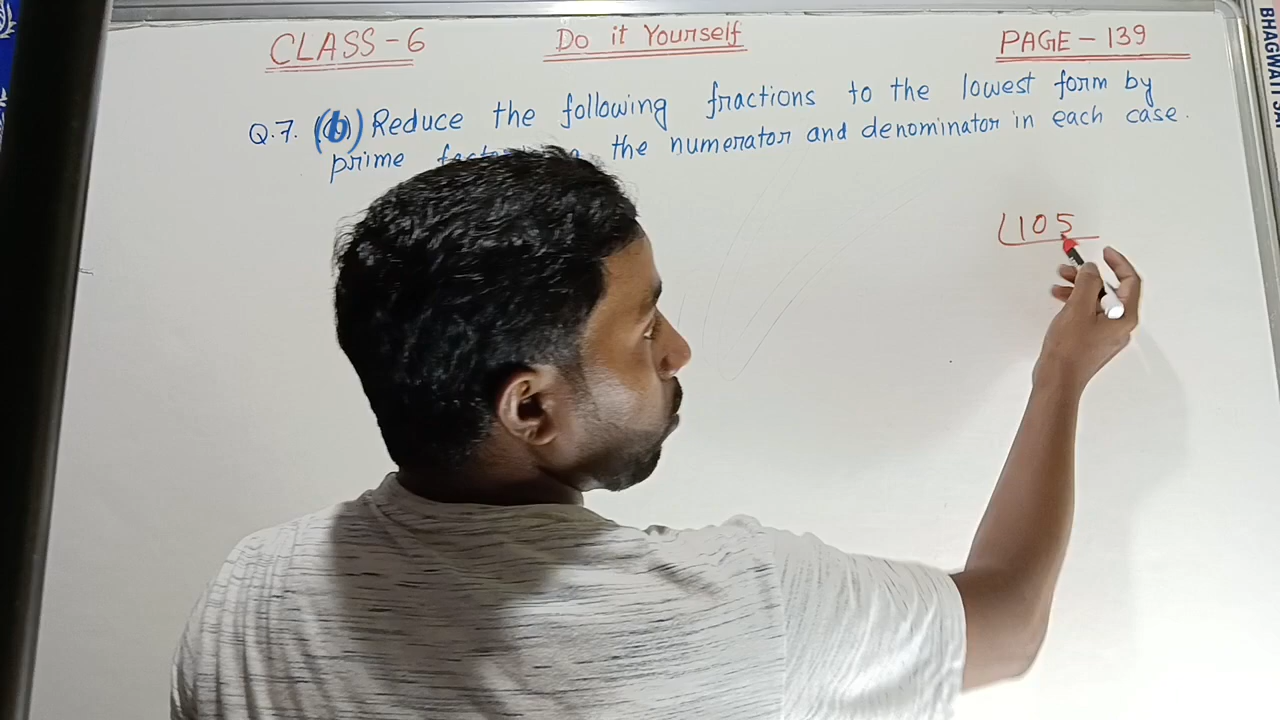 CLASS-6 Do it Yourself PAGE-139
Q.7. (b) Reduce the following fractions to the lowest form by
prime the numerator and denominator in each case.
105
BHAGWATI